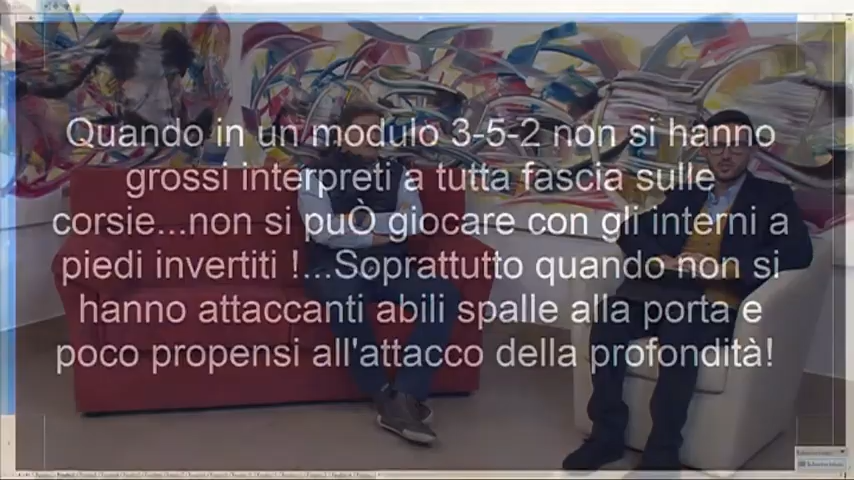 Quando in un modulo 3-5-2 non si hanno
grossi interpreti a tutta fascia sulle
corsie...non si puÒ giocare con gli interni a
piedi invertiti !...Soprattutto quando non si
hanno attaccanti abili spalle alla porta e
poco propensi all'attacco della profondità!